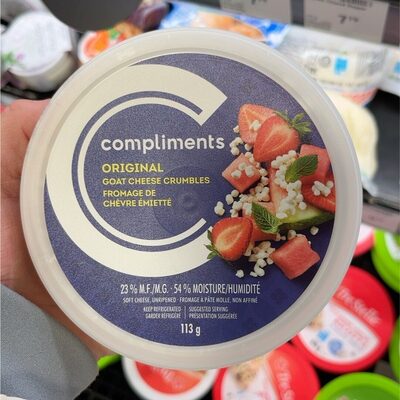 compliments
ORIGINAL
GOAT CHEESE CRUMBLES
FROMAGE DE
CHÈVRE ÉMIETTÉ
23 % M.F./M.G. · 54 % MOISTURE/HUMIDITÉ
SOFT CHEESE, UNRIPENED · FROMAGE À PÂTE MOLLE, NON AFFINÉ
KEEP REFRIGERATED
GARDER RÉFRIGÉRÉ
SUGGESTED SERVING
PRÉSENTATION SUGGÉRÉE
113 g